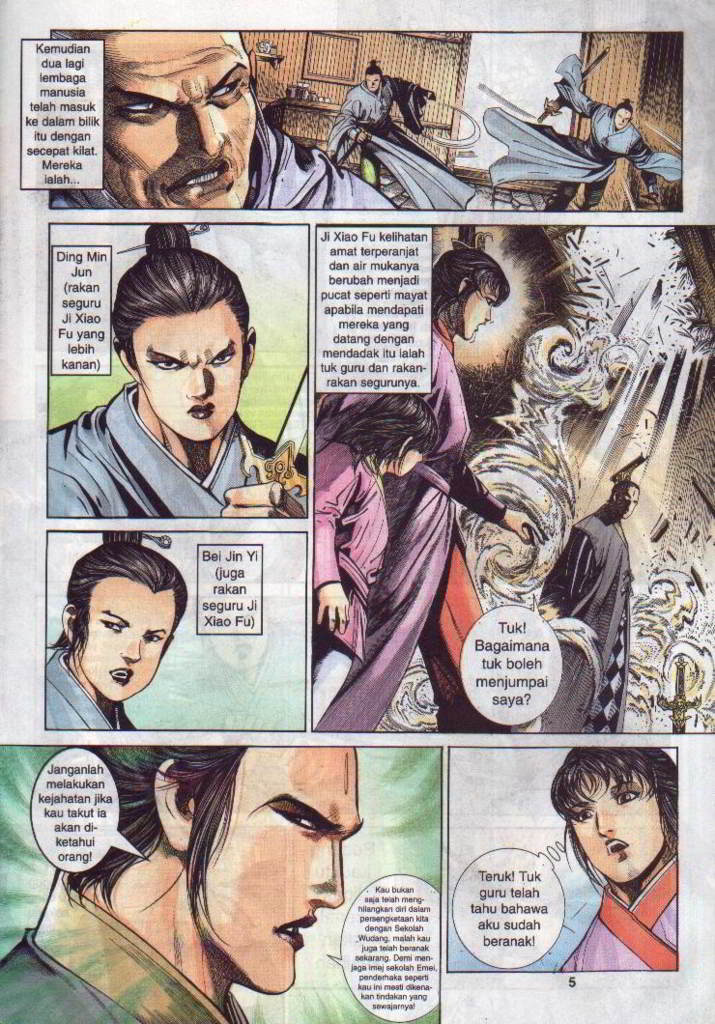 Kemudian
dua lagi
lembaga
manusia
telah masuk
ke dalam bilik
itu dengan
secepat kilat.
Mereka
ialah...
Ding Min
Jun
(rakan
seguru
Ji Xiao
Fu yang
lebih
kanan)
Ji Xiao Fu kelihatan
amat terperanjat
dan air mukanya
berubah menjadi
pucat seperti mayat
apabila mendapati
mereka yang
datang dengan
mendadak itu ialah
tuk guru dan rakan-
rakan segurunya.
Bei Jin Yi
(juga
rakan
seguru Ji
Xiao Fu)
Tuk!
Bagaimana
tuk boleh
menjumpai
saya?
Janganlah
melakukan
kejahatan jika
kau takut ia
akan di-
ketahui
orang!
Kau bukan
saja telah meng-
hilangkan diri dalam
persengketaan kita
dengan Sekolah
Wudang, malah kau
juga telah beranak
sekarang. Demi men-
jaga imej sekolah Emei,
penderhaka seperti
kau ini mesti dikena-
kan tindakan yang
sewajarnya!
Teruk! Tuk
guru telah
tahu bahawa
aku sudah
beranak!
5